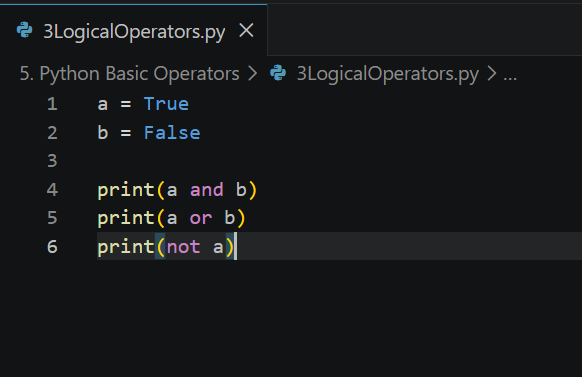 3LogicalOperators.py
5. Python Basic Operators > 3LogicalOperators.py > ...
1 a = True
2 b = False
3
4 print(a and b)
5 print(a or b)
6 print(not a)